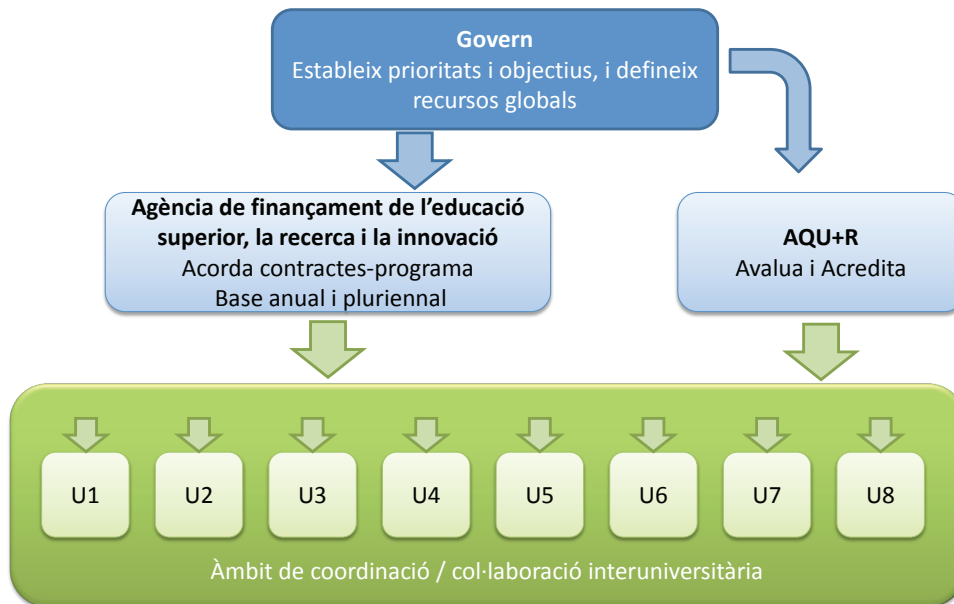 Govern
Estableix prioritats i objectius, i defineix
recursos globals
Agència de finançament de l’educació
superior, la recerca i la innovació
Acorda contractes-programa
Base anual i pluriennal
AQU+R
Avalua i Acredita
U1
U2
U3
U4
U5
U6
U7
U8
Àmbit de coordinació / col·laboració interuniversitària